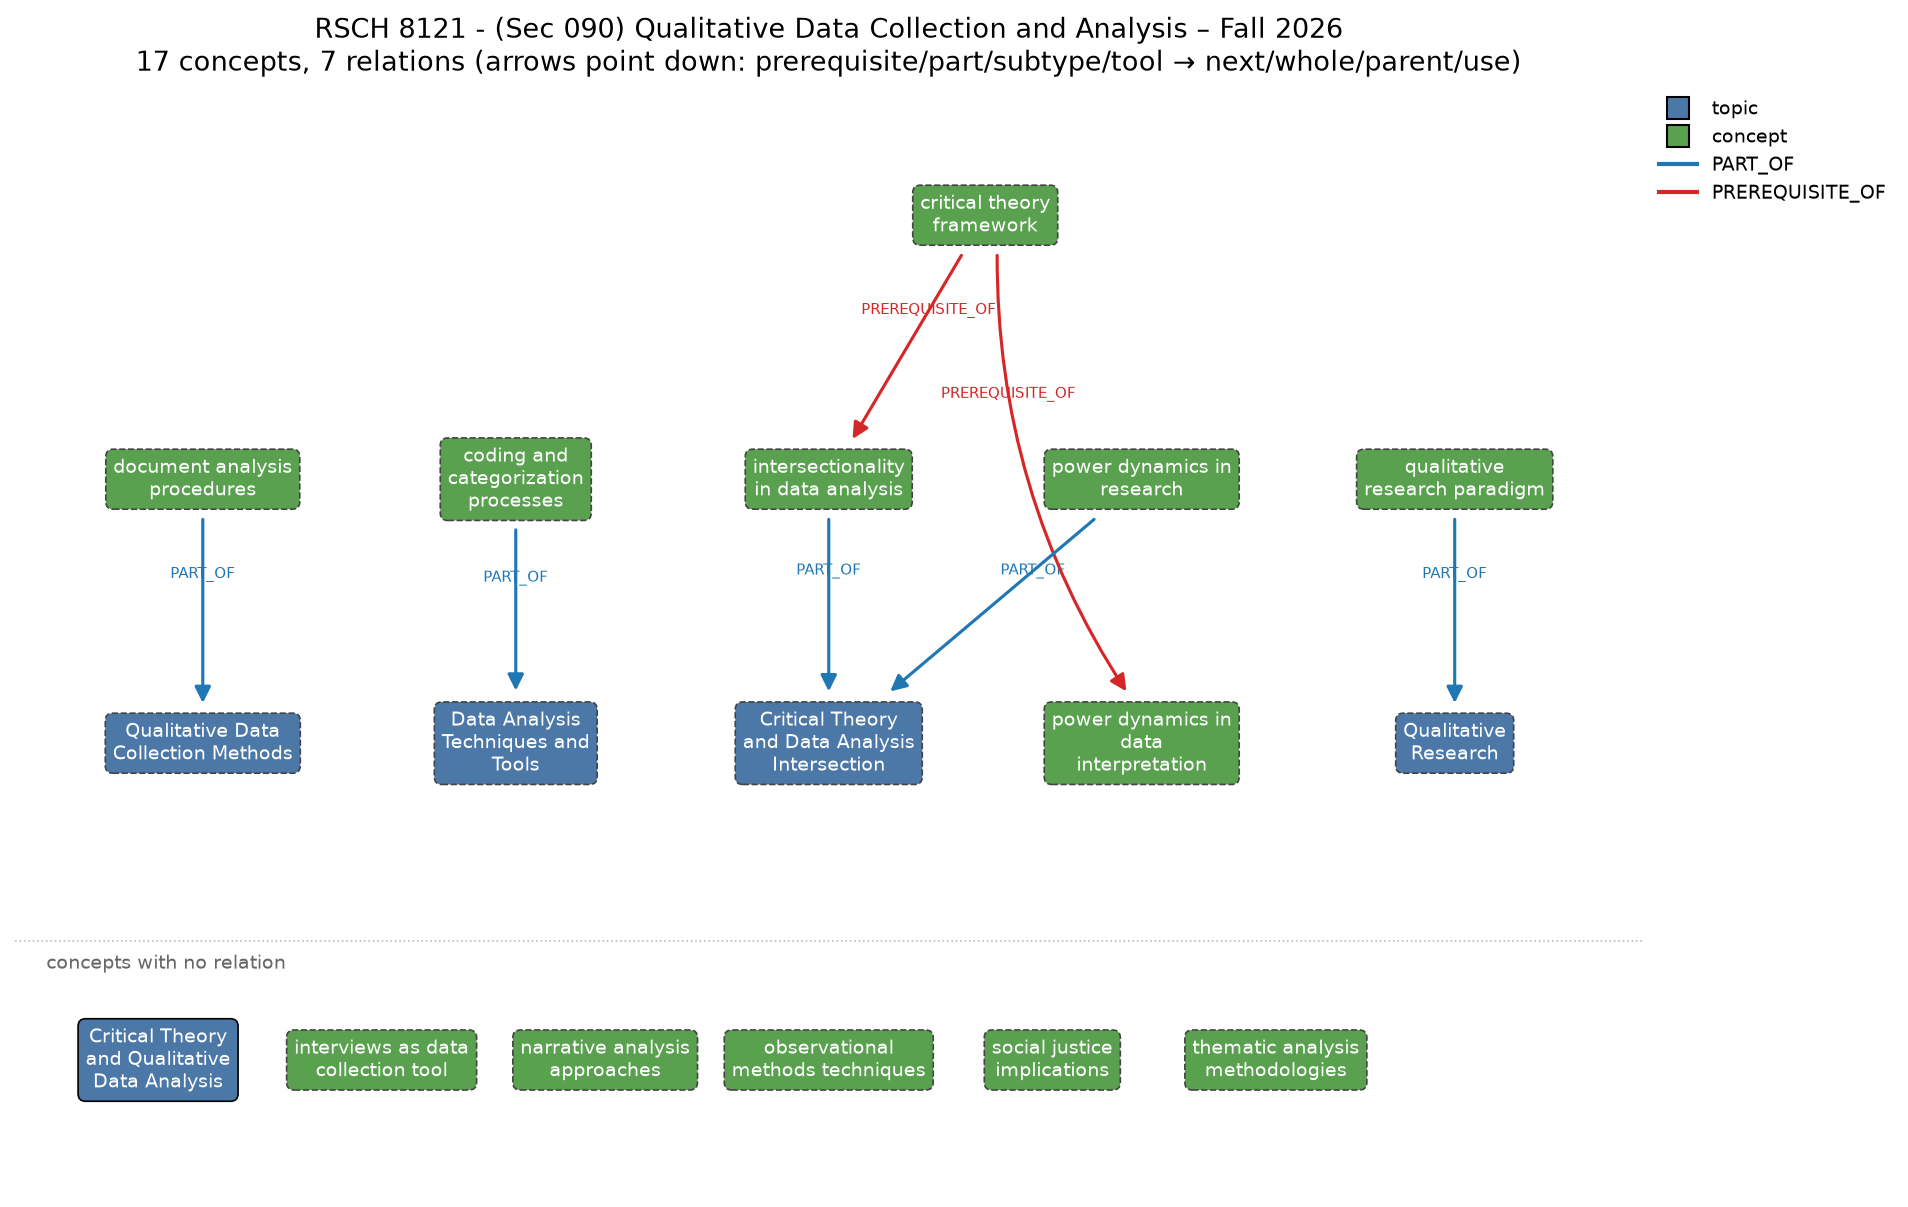 RSCH 8121 - (Sec 090) Qualitative Data Collection and Analysis – Fall 2026
17 concepts, 7 relations (arrows point down: prerequisite/part/subtype/tool → next/whole/parent/use)
topic
concept
PART_OF
PREREQUISITE_OF
critical theory
framework
PREREQUISITE_OF
PREREQUISITE_OF
document analysis
procedures
coding and
categorization
processes
intersectionality
in data analysis
power dynamics in
research
qualitative
research paradigm
PART_OF
PART_OF
PART_OF
PART_OF
PART_OF
Qualitative Data
Collection Methods
Data Analysis
Techniques and
Tools
Critical Theory
and Data Analysis
Intersection
power dynamics in
data
interpretation
Qualitative
Research
concepts with no relation
Critical Theory
and Qualitative
Data Analysis
interviews as data
collection tool
narrative analysis
approaches
observational
methods techniques
social justice
implications
thematic analysis
methodologies